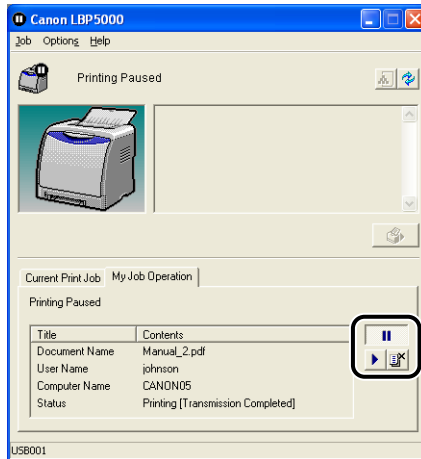 Canon LBP5000
Job Options Help
Printing Paused
Current Print Job My Job Operation
Printing Paused
Title Contents
Document Name Manual_2.pdf
User Name johnson
Computer Name CANON05
Status Printing [Transmission Completed]
USB001